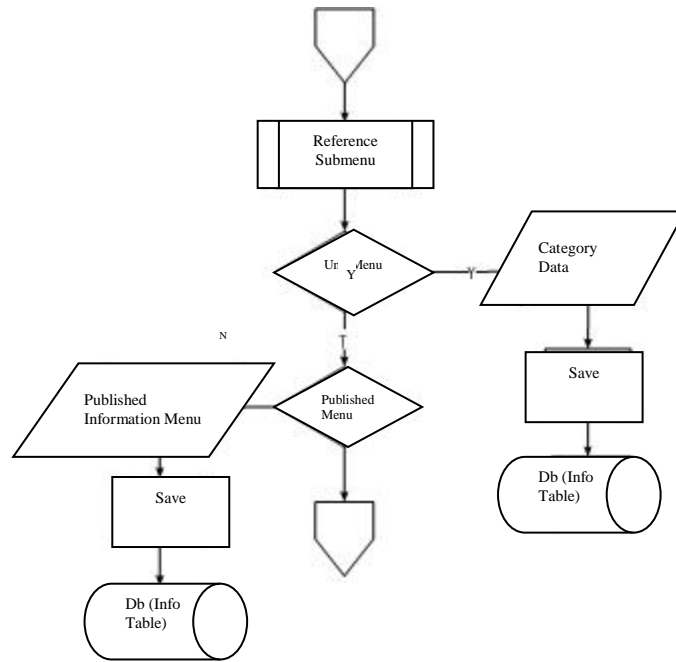 Reference
Submenu
Category
Data
Menu
Y
Y
T
N
Save
Published
Information Menu
Published
Menu
Save
Db (Info
Table)
Db (Info
Table)